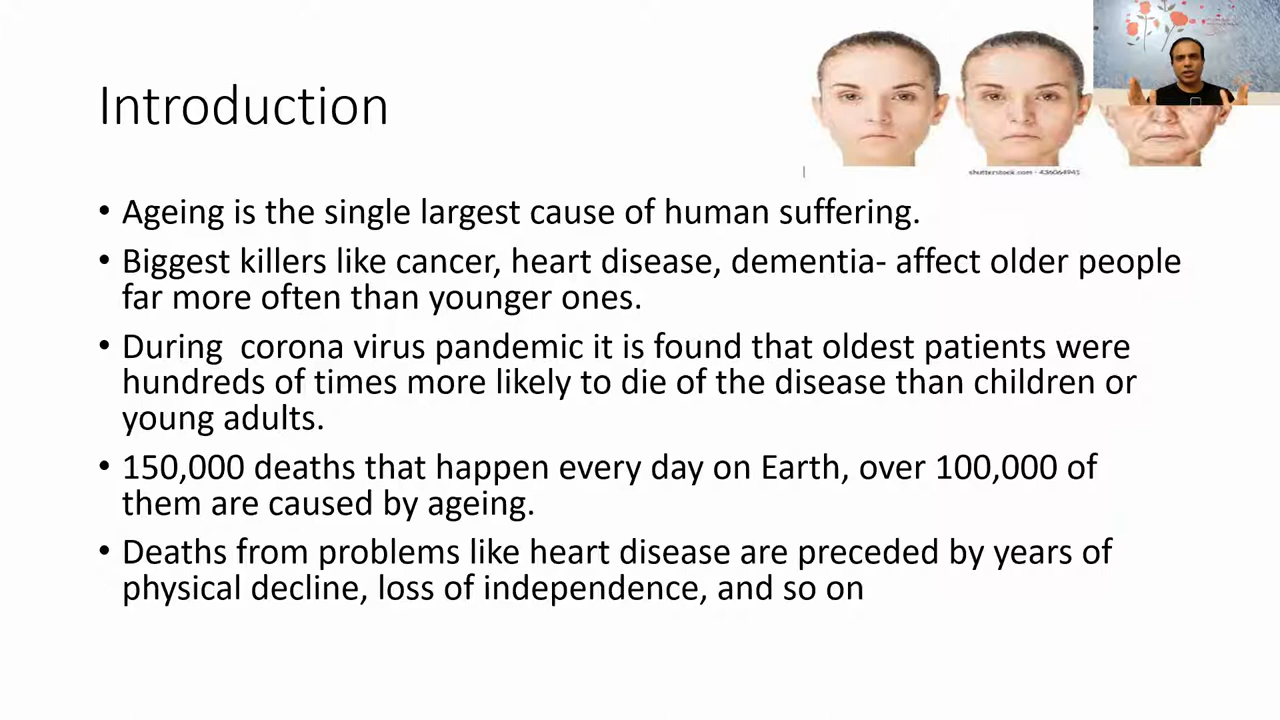 Introduction
shutterstock.com · 436064945
• Ageing is the single largest cause of human suffering.
• Biggest killers like cancer, heart disease, dementia- affect older people
far more often than younger ones.
• During  corona virus pandemic it is found that oldest patients were
hundreds of times more likely to die of the disease than children or
young adults.
• 150,000 deaths that happen every day on Earth, over 100,000 of
them are caused by ageing.
• Deaths from problems like heart disease are preceded by years of
physical decline, loss of independence, and so on